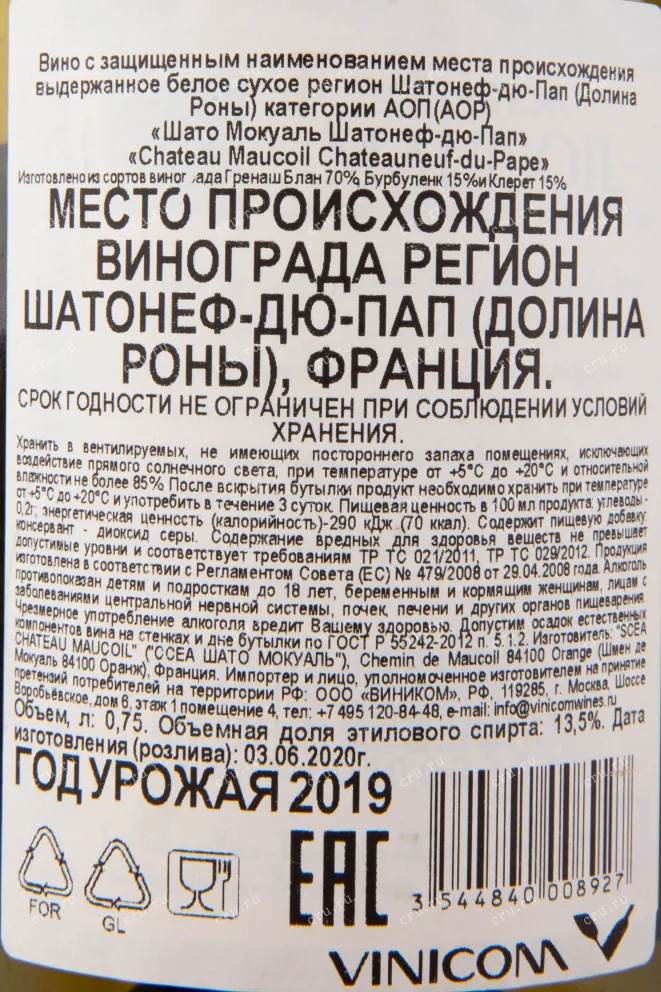 Вино с защищенным наименованием места происхождения
выдержанное белое сухое регион Шатонеф-дю-Пап (Долина
Роны) категории АОП(АОР)
«Шато Мокуаль Шатонеф-дю-Пап»
«Chateau Maucoil Chateauneuf-du-Pape»
Изготовлено из сортов виног ада Гренаш Блан 70% Бурбуленк 15%и Клерет 15%
МЕСТО ПРОИСХОЖДЕНИЯ
ВИНОГРАДА РЕГИОН
ШАТОНЕФ-ДЮ-ПАП (ДОЛИНА
РОНЫ), ФРАНЦИЯ.
СРОК ГОДНОСТИ НЕ ОГРАНИЧЕН ПРИ СОБЛЮДЕНИИ УСЛОВИЙ
ХРАНЕНИЯ.
Хранить в вентилируемых, не имеющих постороннего запаха помещениях, исключающих
воздействие прямого солнечного света, при температуре от +5°С до +20°С и относительной
влажности не более 85% После вскрытия бутылки продукт необходимо хранить при температуре
от +5°С до +20°С и употребить в течение 3 суток. Пищевая ценность в 100 мл продукта: углеводы-
0,2г; энергетическая ценность (калорийность)-290 кДж (70 ккал). Содержит пищевую добавку:
консервант - диоксид серы. Содержание вредных для здоровья веществ не превышает
допустимые уровни и соответствует требованиям ТР ТС 021/2011, ТР ТС 029/2012. Продукция
изготовлена в соответствии с Регламентом Совета (ЕС) № 479/2008 от 29.04.2008 года. Алкоголь
противопоказан детям и подросткам до 18 лет, беременным и кормящим женщинам, лицам с
заболеваниями центральной нервной системы, почек, печени и других органов пищеварения.
Чрезмерное употребление алкоголя вредит Вашему здоровью. Допустим осадок естественных
компонентов вина на стенках и дне бутылки по ГОСТ Р 55242-2012 п. 5.1.2. Изготовитель: "SCEA
CHATEAU MAUCOIL" ("ССЕА ШАТО МОКУАЛЬ"), Chemin de Maucoil 84100 Orange (Шмен де
Мокуаль 84100 Оранж), Франция. Импортер и лицо, уполномоченное изготовителем на принятие
претензий потребителей на территории РФ: ООО «ВИНИКОМ», РФ, 119285, г. Москва, Шоссе
Воробьёвское, дом 6, этаж 1 помещение 4, тел: +7 495 120-84-48, e-mail: info@vinicomwines.ru
Объем, л: 0,75. Объемная доля этилового спирта: 13,5%. Дата
изготовления (розлива): 03.06.2020г.
ГОД УРОЖАЯ 2019
FOR
GL
EAC
3 544840 008927
VINICOM